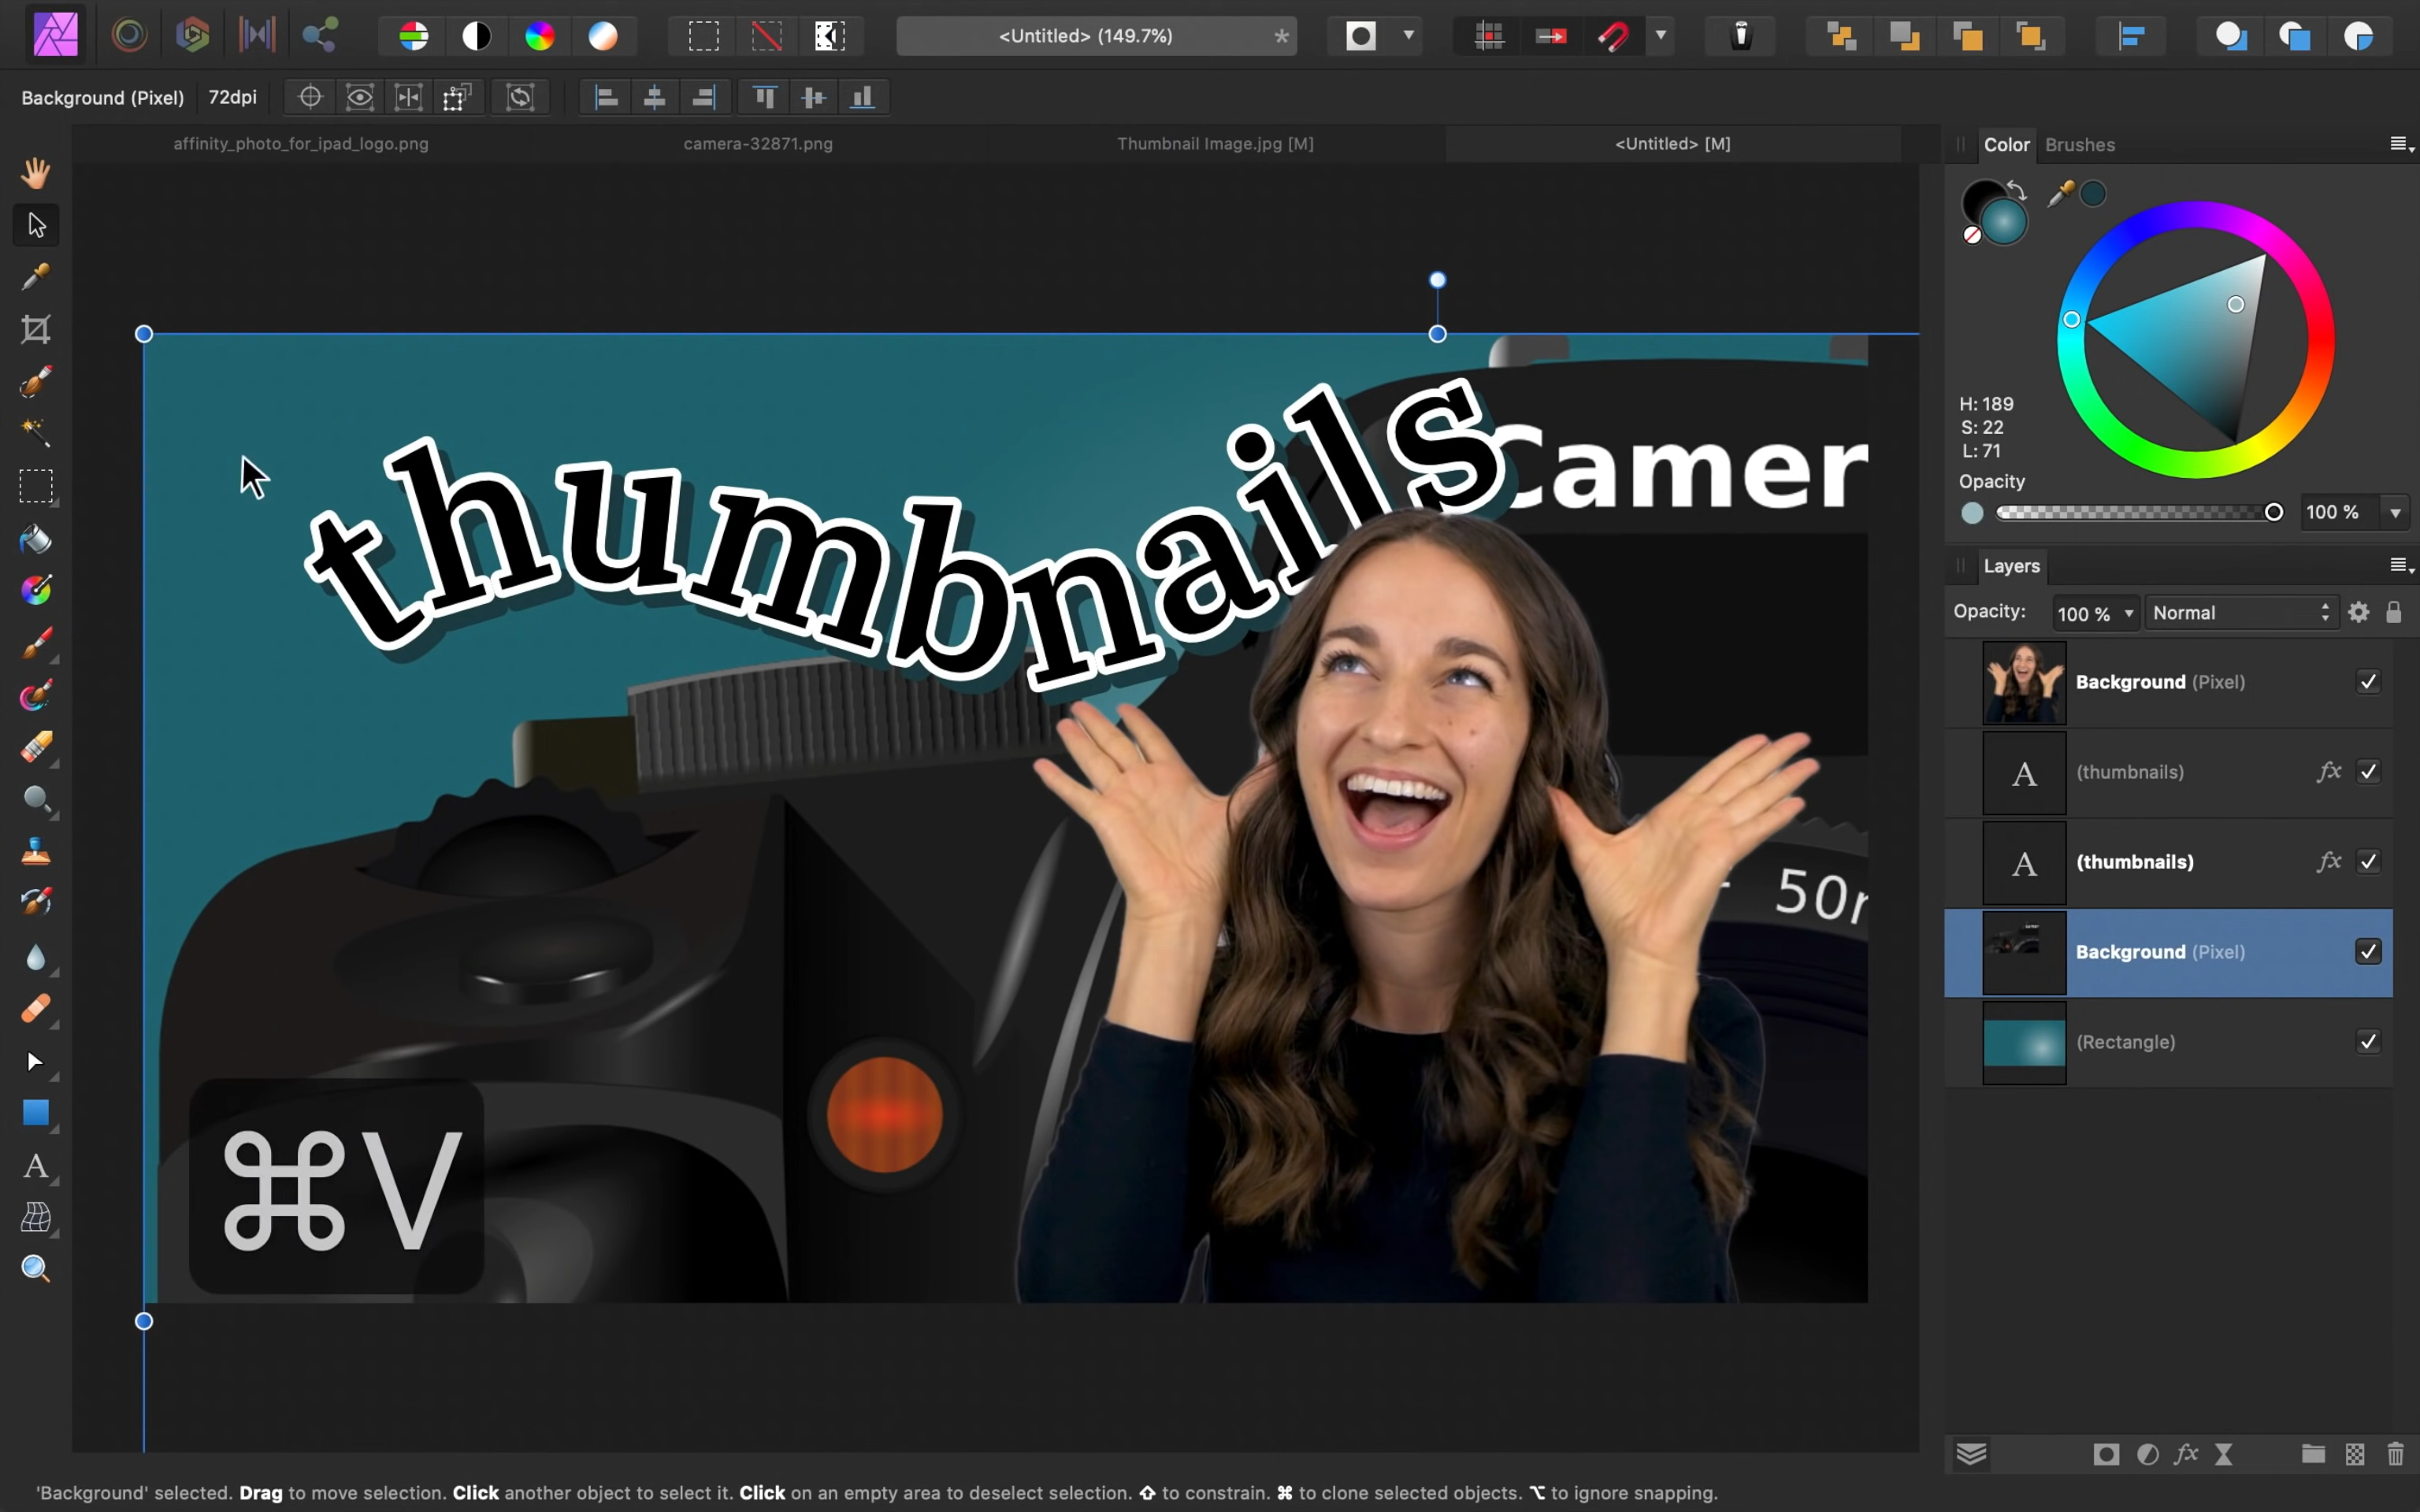 <Untitled> (149.7%)
*
Background (Pixel)
72dpi
affinity_photo_for_ipad_logo.png
camera-32871.png
Thumbnail Image.jpg [M]
<Untitled> [M]
Color
Brushes
H: 189
S: 22
L: 71
Opacity
100 %
thumbnails
Camer
50
⌘V
Layers
Opacity:
100 %
Normal
Background (Pixel)
A
(thumbnails)
fx
A
(thumbnails)
fx
Background (Pixel)
(Rectangle)
A
fx
'Background' selected. Drag to move selection. Click another object to select it. Click on an empty area to deselect selection. ⇧ to constrain. ⌘ to clone selected objects. ⌥ to ignore snapping.